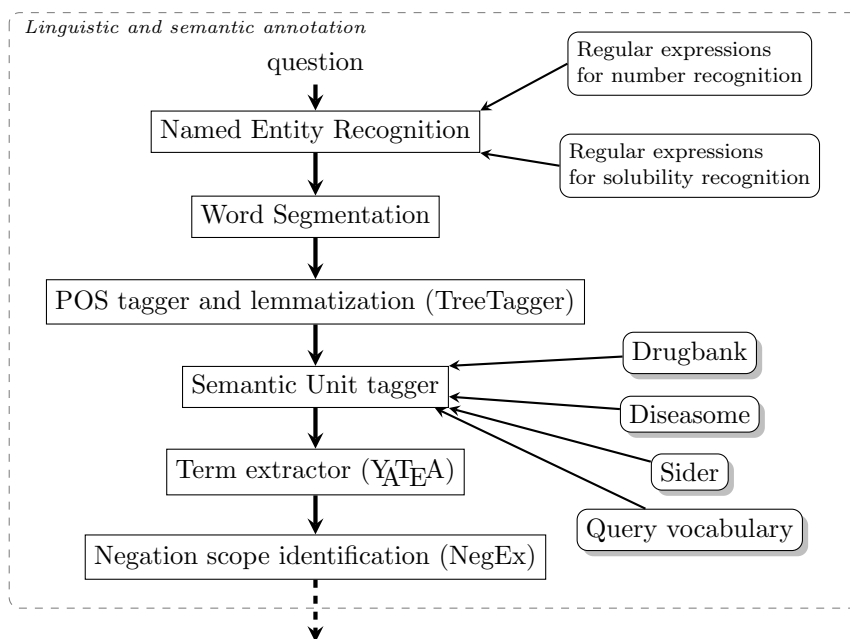 Linguistic and semantic annotation
question
Regular expressions
for number recognition
Named Entity Recognition
Regular expressions
for solubility recognition
Word Segmentation
POS tagger and lemmatization (TreeTagger)
Drugbank
Semantic Unit tagger
Diseasome
Term extractor (YATEA)
Sider
Query vocabulary
Negation scope identification (NegEx)